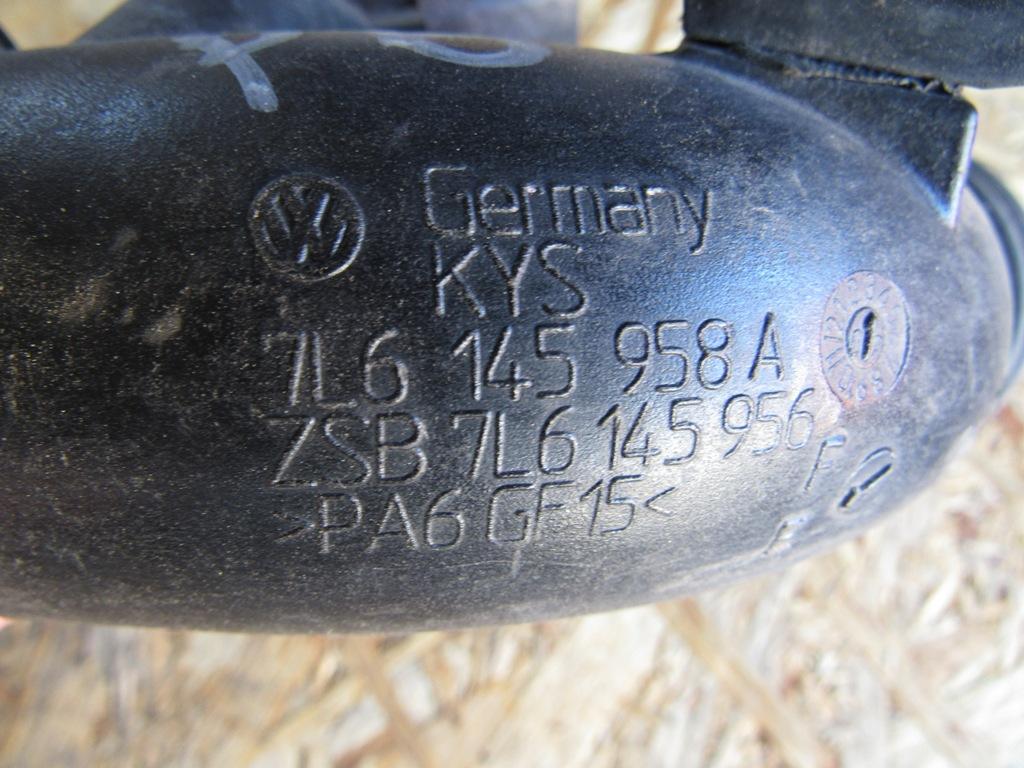 Germany
KYS
7L6 145 958 A
ZSB 7L6 145 956
>PA6 GF15<